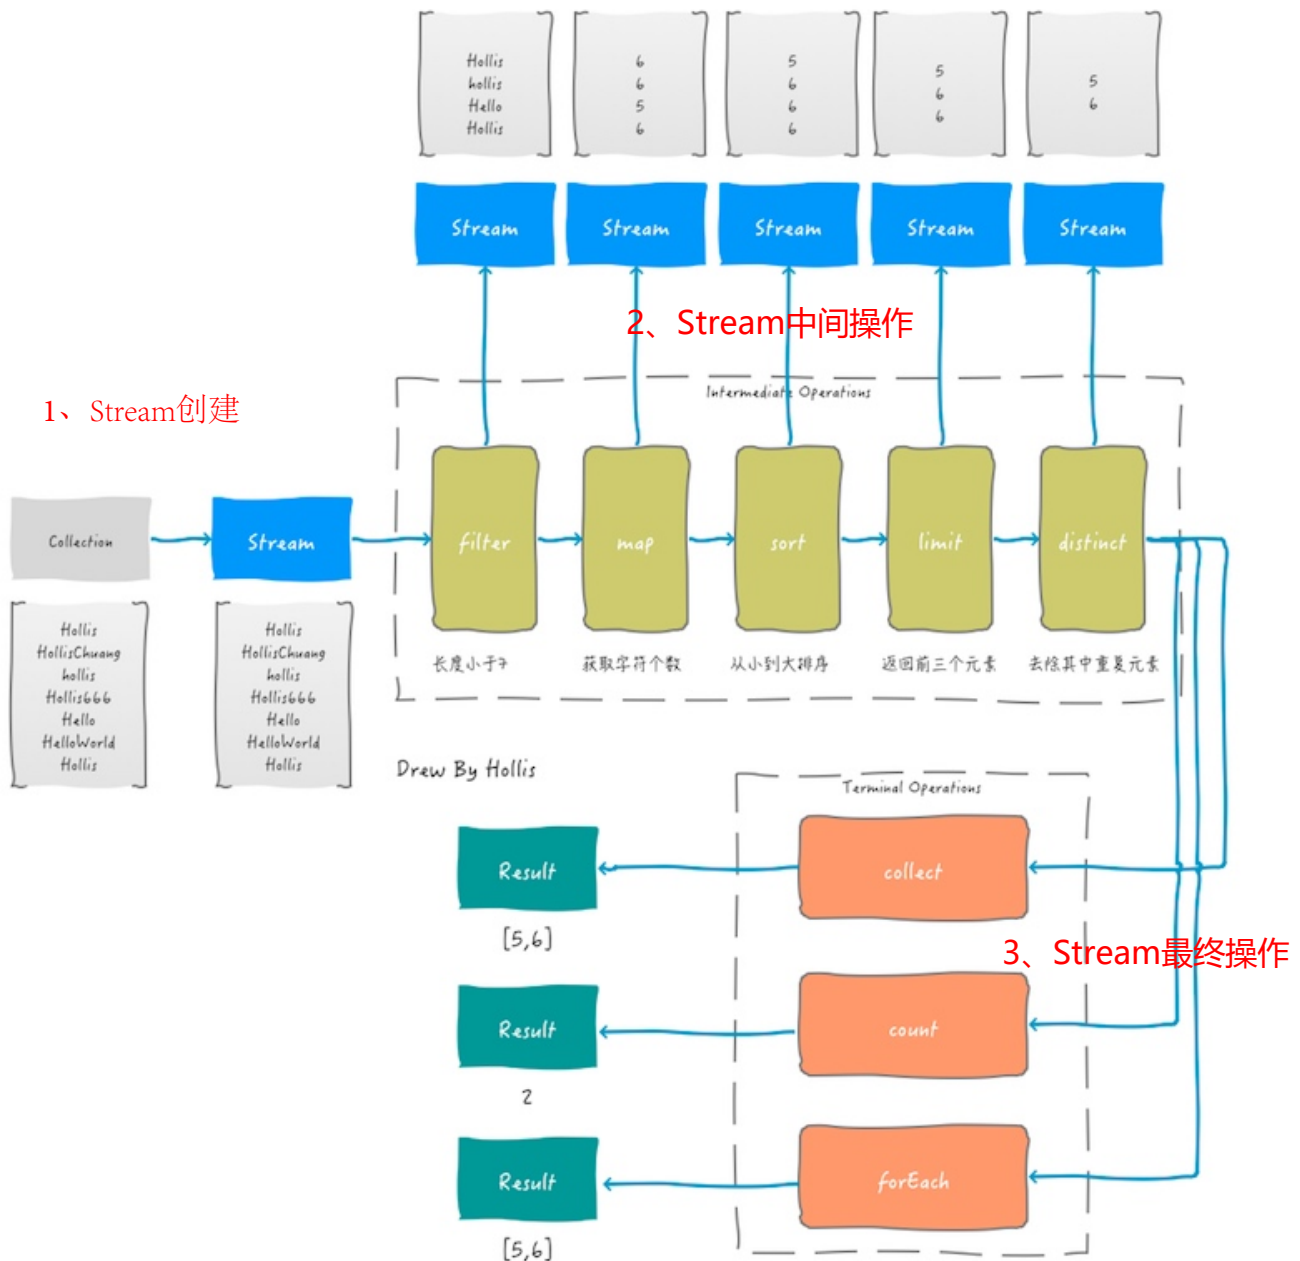 Hollis
hollis
Hello
Hollis
6
6
5
6
5
6
6
6
5
6
6
5
6
Stream
Stream
Stream
Stream
Stream
2、Stream中间操作
Intermediate Operations
1、Stream创建
Collection
Stream
filter
map
sort
limit
distinct
Hollis
HollisChuang
hollis
Hollis666
Hello
HelloWorld
Hollis
Hollis
HollisChuang
hollis
Hollis666
Hello
HelloWorld
Hollis
长度小于7
获取字符个数
从小到大排序
返回前三个元素
去除其中重复元素
Drew By Hollis
Terminal Operations
Result
collect
[5,6]
3、Stream最终操作
Result
count
2
Result
forEach
[5,6]